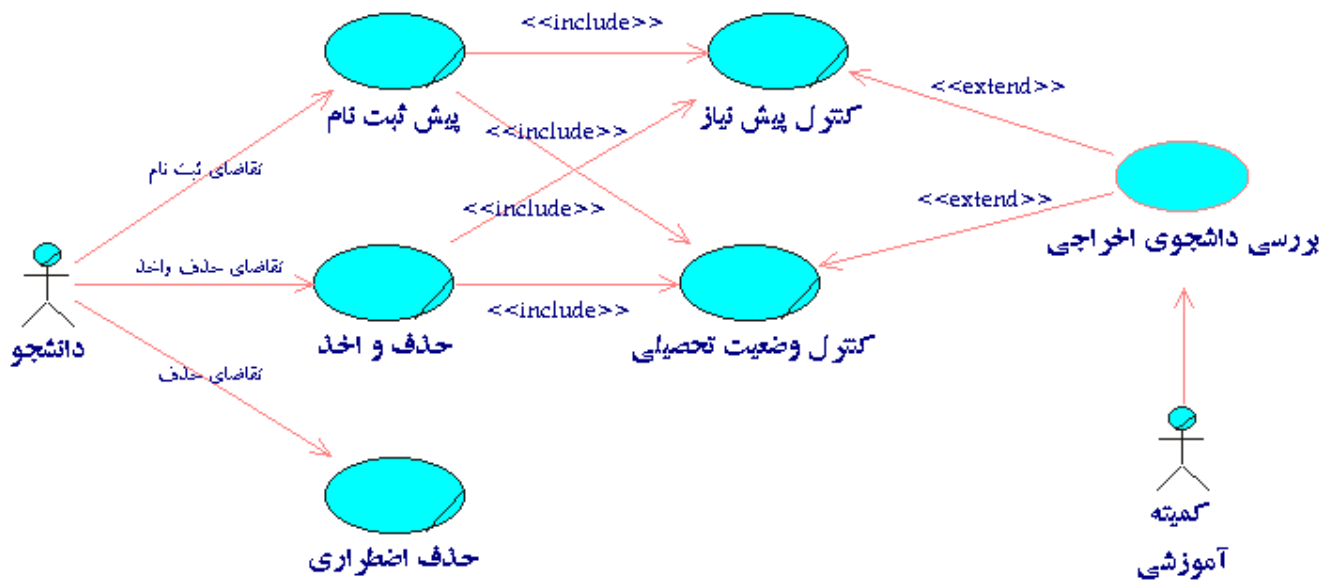 <<include>>
پیش ثبت نام
کنترل پیش نیاز
<<extend>>
<<include>>
تقاضای ثبت نام
<<include>>
<<extend>>
بررسی داشجوی اخراجی
تقاضای حذف واخذ
<<include>>
دانشجو
حذف و اخذ
کنترل وضعیت تحصیلی
تقاضای حذف
حذف اضطراری
کمیته
آموزشی